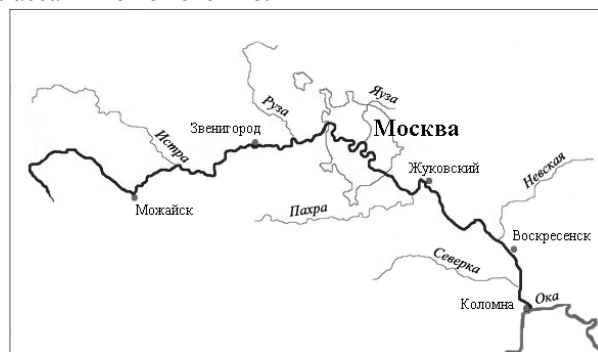 Яуза
Руза
Звенигород
Москва
Истра
Жуковский
Невская
Можайск
Пахра
Воскресенск
Северка
Коломна
Ока